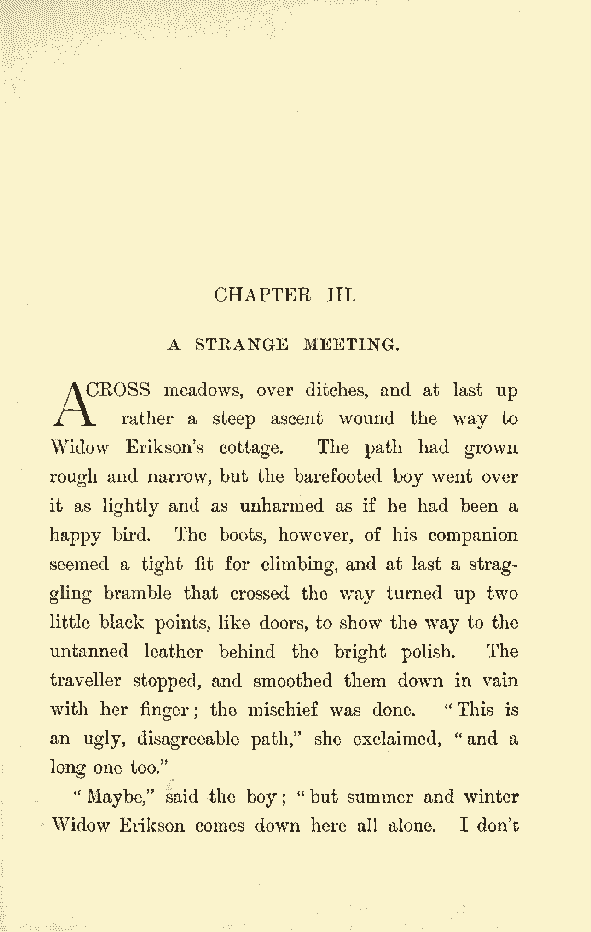 CHAPTER III.
A STRANGE MEETING.
ACROSS meadows, over ditches, and at last up
rather a steep ascent wound the way to
Widow Erikson's cottage. The path had grown
rough and narrow, but the barefooted boy went over
it as lightly and as unharmed as if he had been a
happy bird. The boots, however, of his companion
seemed a tight fit for climbing, and at last a strag-
gling bramble that crossed the way turned up two
little black points, like doors, to show the way to the
untanned leather behind the bright polish. The
traveller stopped, and smoothed them down in vain
with her finger; the mischief was done. "This is
an ugly, disagreeable path," she exclaimed, "and a
long one too."
"Maybe," said the boy; "but summer and winter
Widow Erikson comes down here all alone. I don't